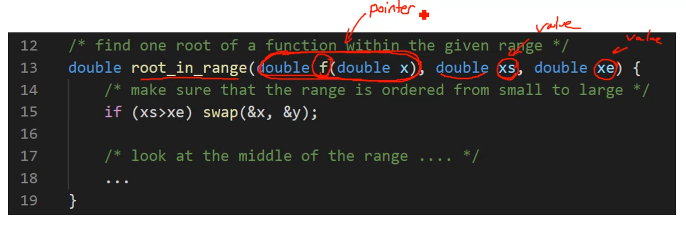 pointer
value
value
12 /* find one root of a function within the given range */
13 double root_in_range(double f(double x), double xs, double xe) {
14 /* make sure that the range is ordered from small to large */
15 if (xs>xe) swap(&x, &y);
16
17 /* look at the middle of the range .... */
18 ...
19 }